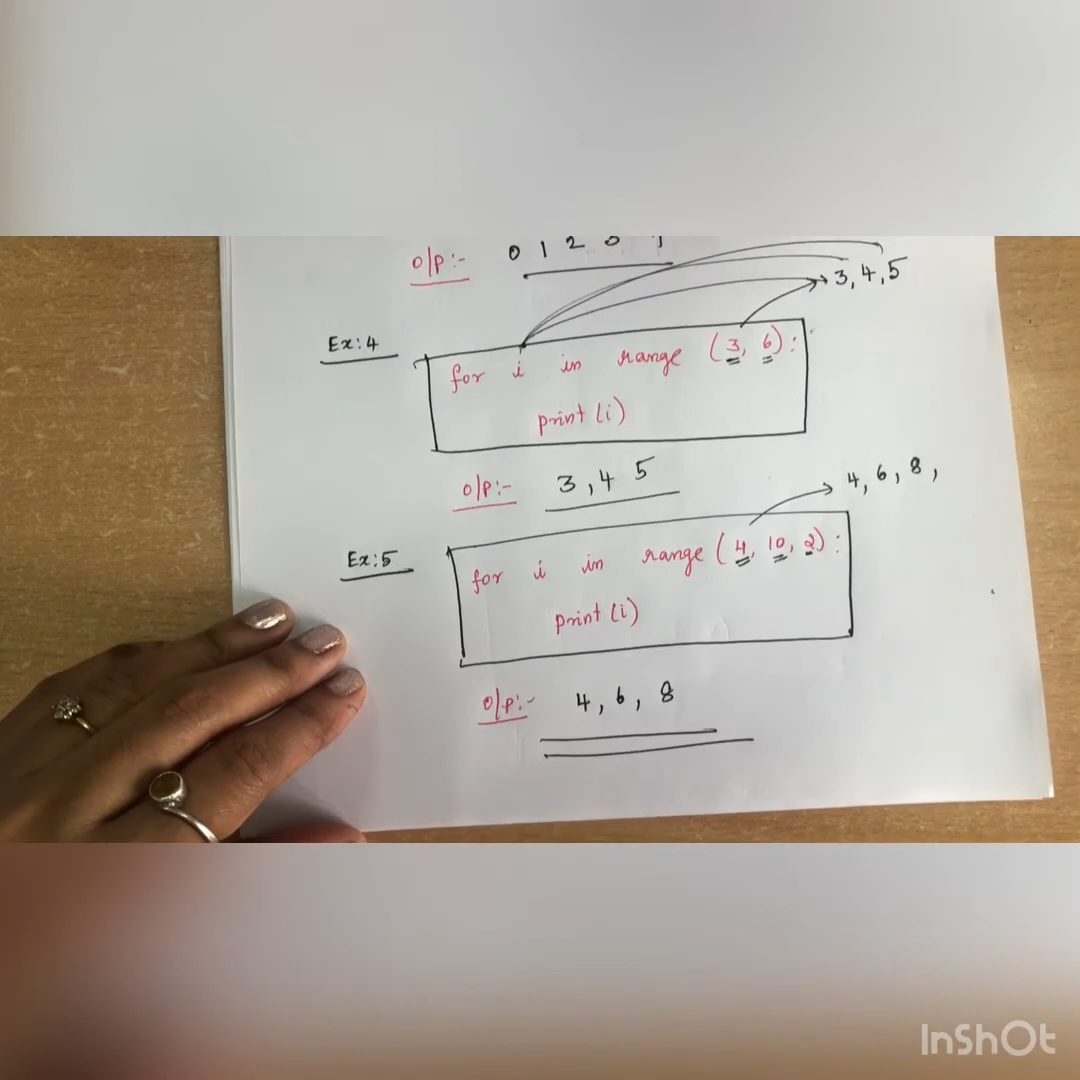 o/p:- 0 1 2 3
3, 4, 5
Ex:4
for i in range (3, 6):
print (i)
o/p:- 3, 4 5
4, 6, 8,
Ex:5
for i in range (4, 10, 2):
print (i)
o/p:- 4, 6, 8
InShOt